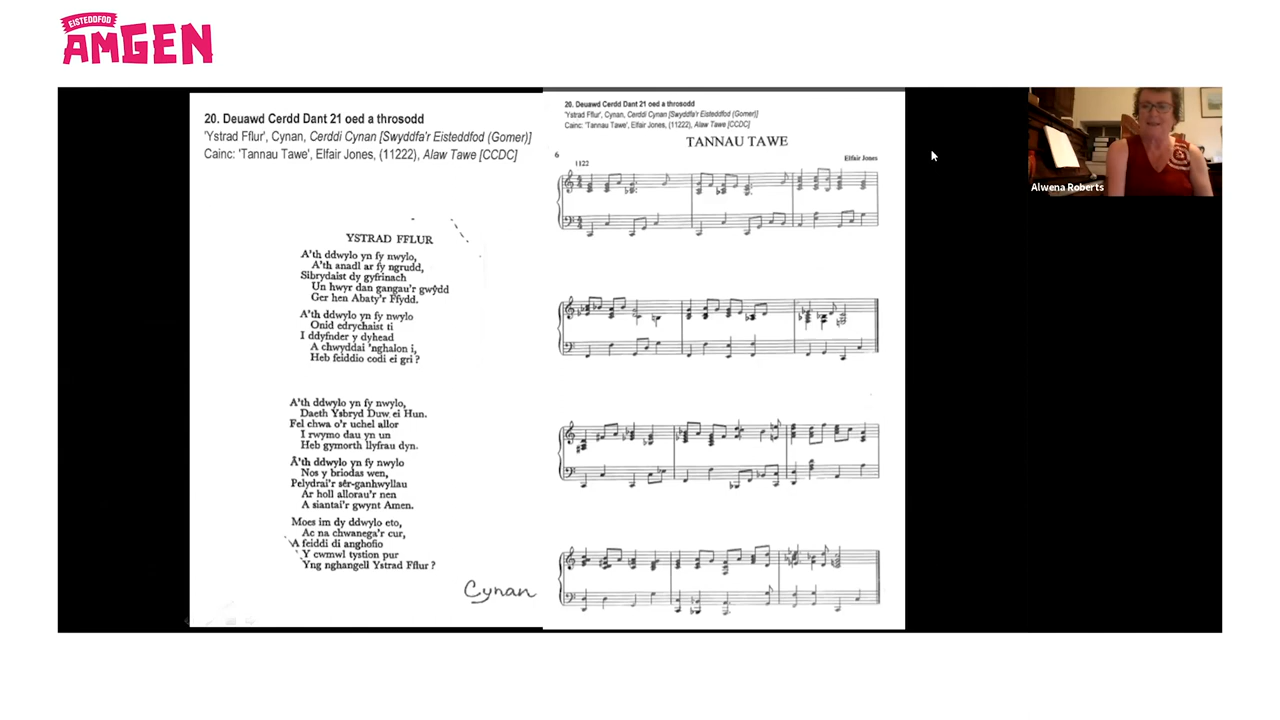 EISTEDDFOD
AMGEN
20. Deuawd Cerdd Dant 21 oed a throsodd
'Ystrad Fflur', Cynan, Cerddi Cynan [Swyddfa'r Eisteddfod (Gomer)]
Cainc: 'Tannau Tawe', Elfair Jones, (11222), Alaw Tawe [CCDC]
YSTRAD FFLUR
A'th ddwylo yn fy nwylo,
A'th anadl ar fy ngrudd,
Sibrydaist dy gyfrinach
Un hwyr dan gangau'r gwŷdd
Ger hen Abaty'r Ffydd.
A'th ddwylo yn fy nwylo
Onid edrychaist ti
I ddyfnder y dyhead
A chwyddai 'nghalon i,
Heb feiddio codi ei gri?
A'th ddwylo yn fy nwylo,
Daeth Ysbryd Duw ei Hun.
Fel chwa o'r uchel allor
I rwymo dau yn un
Heb gymorth llyfrau dyn.
A'th ddwylo yn fy nwylo
Nos y briodas wen,
Pelydrai'r sêr-ganhwyllau
Ar holl allorau'r nen
A siantai'r gwynt Amen.
Moes im dy ddwylo eto,
Ac na chwanega'r cur,
A feiddi di anghofio
Y cwmwl tystion pur
Yng nghangell Ystrad Fflur?
Cynan
20. Deuawd Cerdd Dant 21 oed a throsodd
'Ystrad Fflur', Cynan, Cerddi Cynan [Swyddfa'r Eisteddfod (Gomer)]
Cainc: 'Tannau Tawe', Elfair Jones, (11222), Alaw Tawe [CCDC]
TANNAU TAWE
6
1122
Elfair Jones
Alwena Roberts